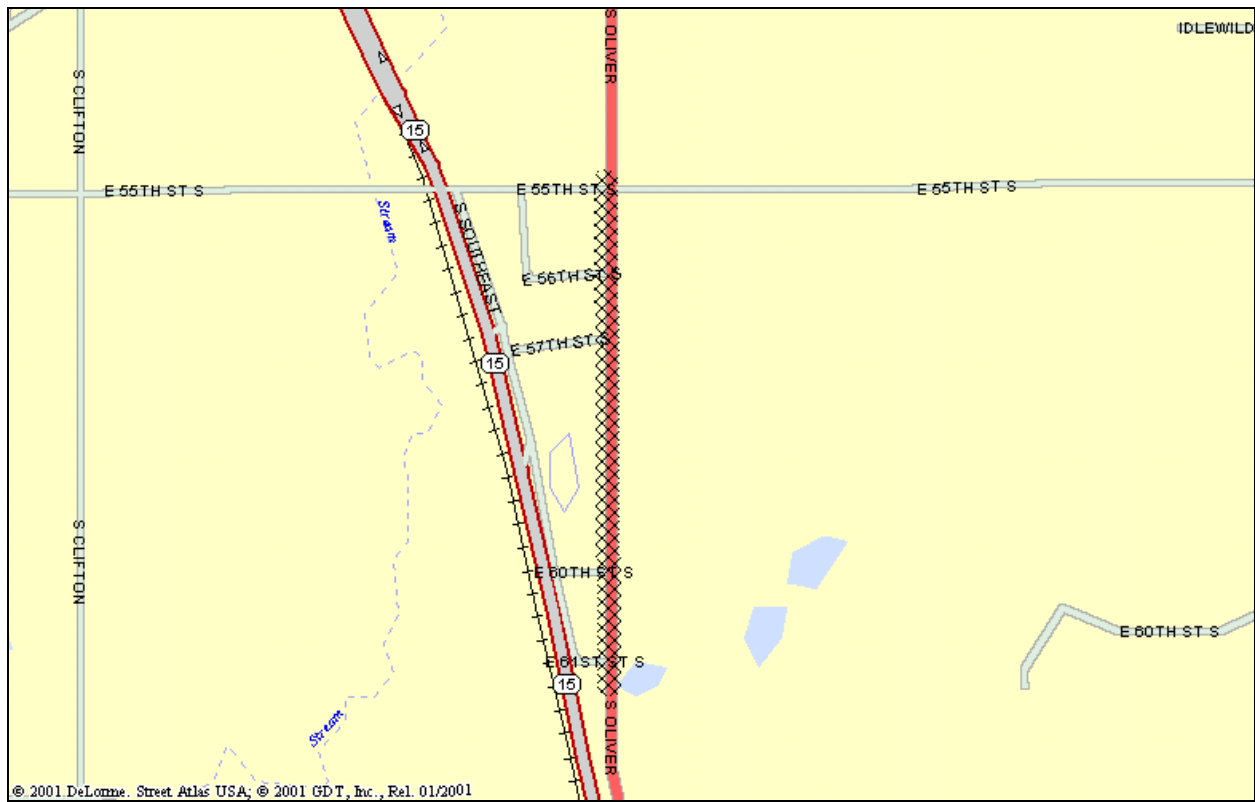 S OLIVER
IDLEWILD
S CLIFTON
15
E 55TH ST S
E 55TH ST S
E 55TH ST S
Stream
S SOUTHEAST
E 56TH ST S
E 57TH ST S
15
S CLIFTON
E 60TH ST S
E 60TH ST S
E 61ST ST S
15
S OLIVER
Stream
© 2001 DeLorme. Street Atlas USA; © 2001 GDT, Inc., Rel. 01/2001